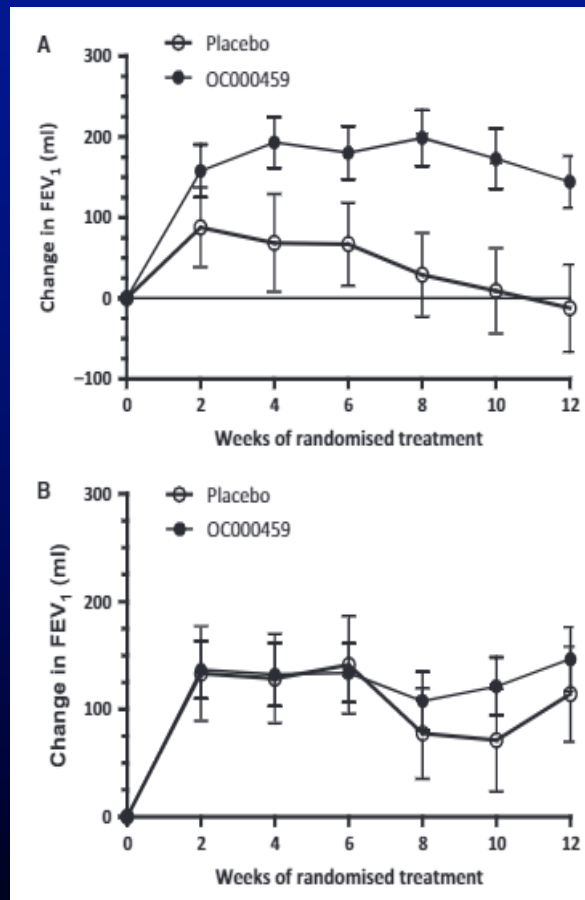 A
Placebo
OC000459
300
200
100
0
–100
Change in FEV1 (ml)
0 2 4 6 8 10 12
Weeks of randomised treatment
B
Placebo
OC000459
300
200
100
0
Change in FEV1 (ml)
0 2 4 6 8 10 12
Weeks of randomised treatment